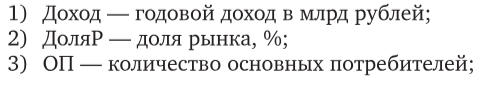 1) Доход — годовой доход в млрд рублей;
2) ДоляР — доля рынка, %;
3) ОП — количество основных потребителей;